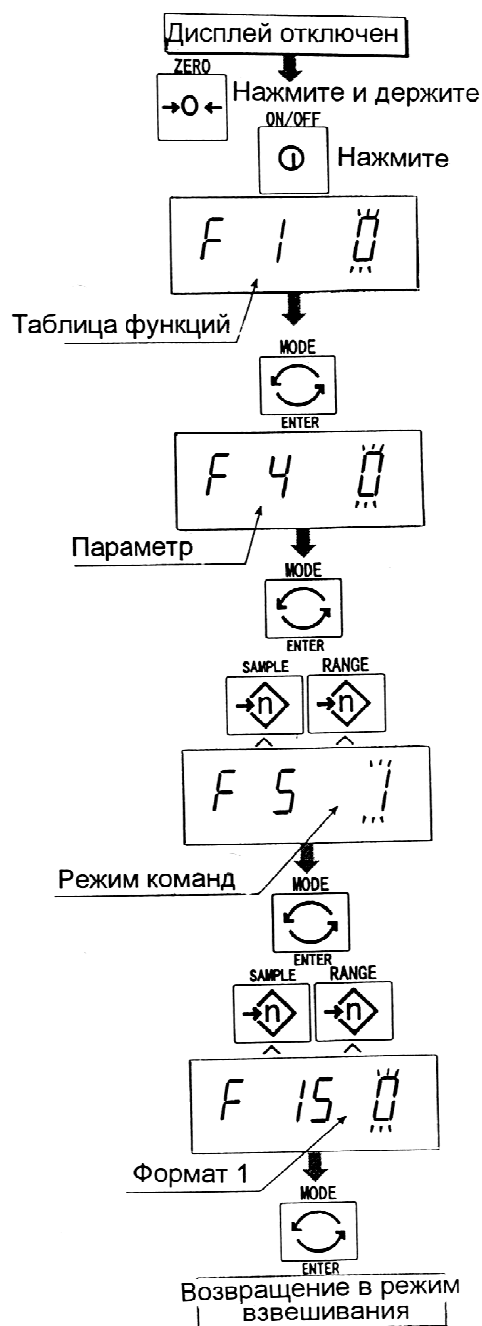 Дисплей отключен
ZERO
→0←
Нажмите и держите
ON/OFF
Нажмите
F 1 0
Таблица функций
MODE
ENTER
F 4 0
Параметр
MODE
ENTER
SAMPLE RANGE
n n
F 5 1
Режим команд
MODE
ENTER
SAMPLE RANGE
n n
F 15 0
Формат 1
MODE
ENTER
Возвращение в режим
взвешивания